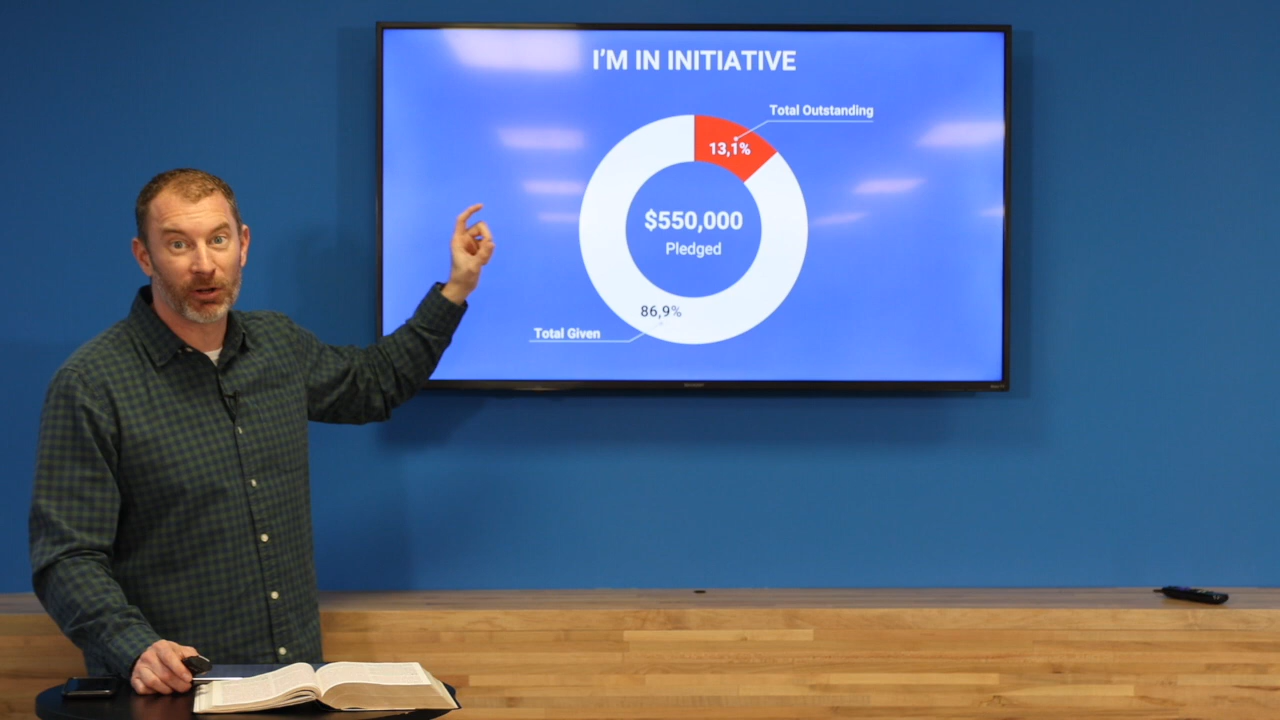 I'M IN INITIATIVE
Total Outstanding
13,1%
$550,000
Pledged
86,9%
Total Given